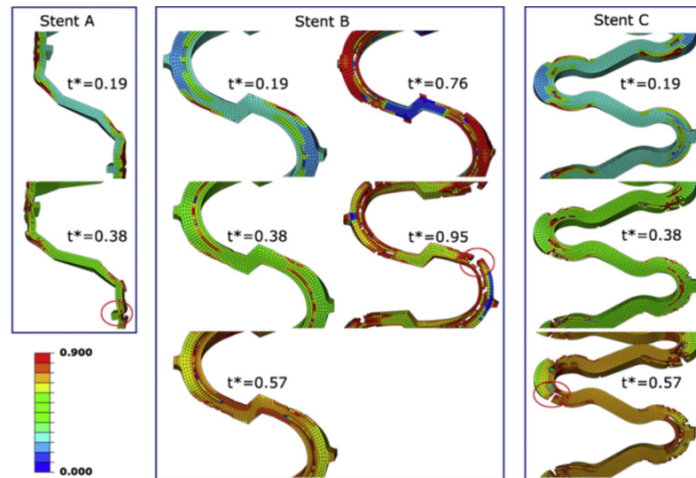 Stent A
t*=0.19
t*=0.38
0.900
0.000
Stent B
t*=0.19
t*=0.76
t*=0.38
t*=0.95
t*=0.57
Stent C
t*=0.19
t*=0.38
t*=0.57